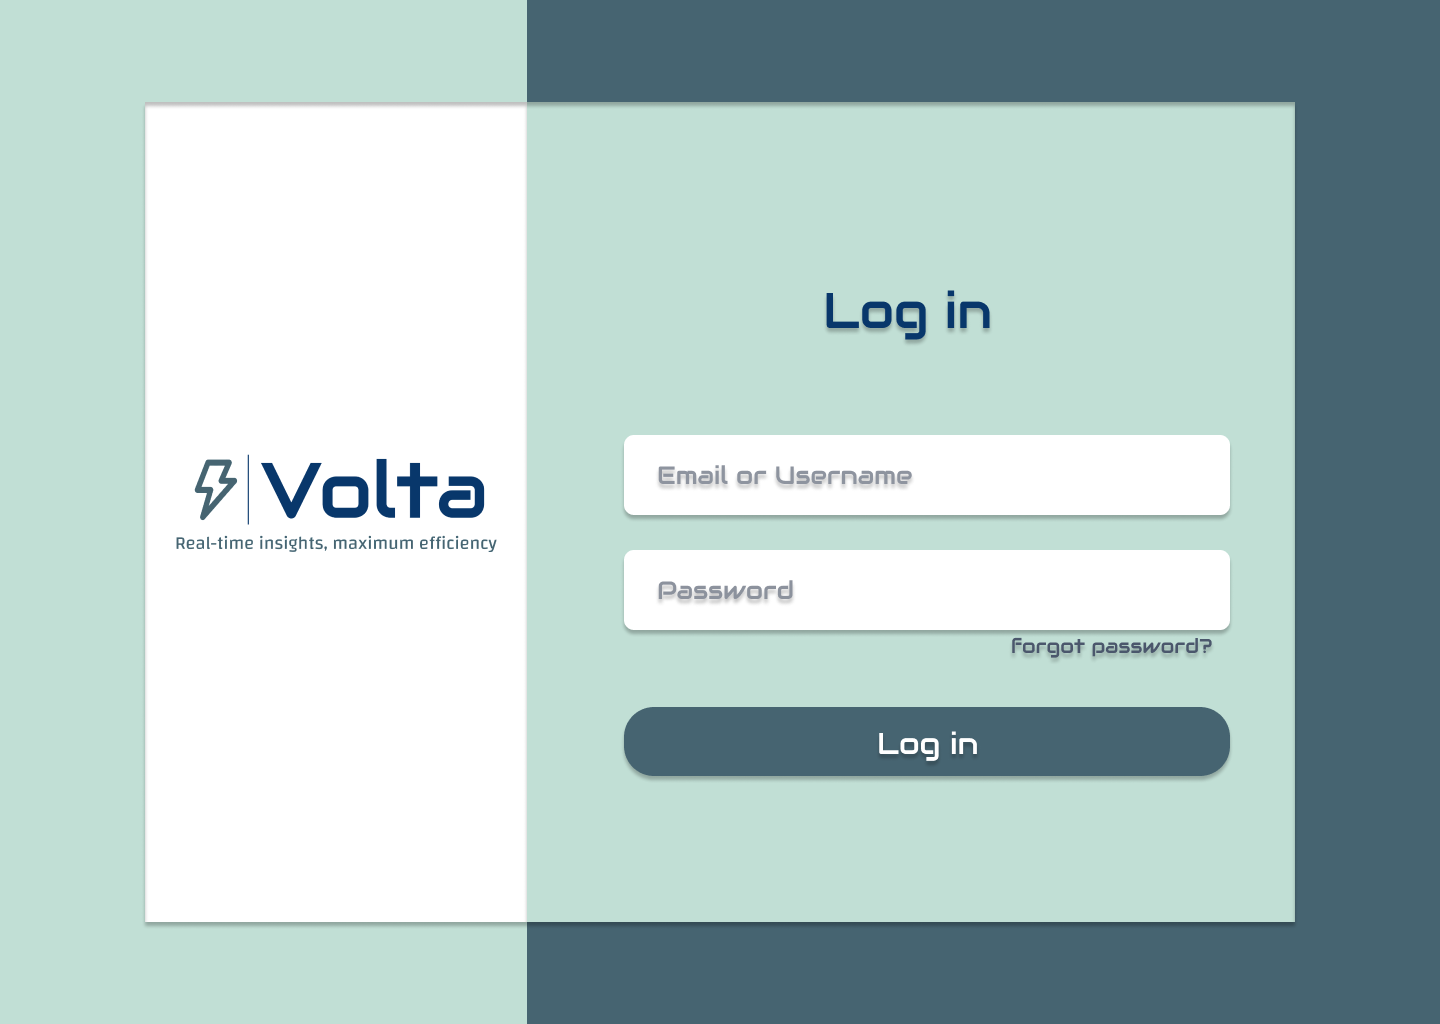 Volta
Real-time insights, maximum efficiency
Log in
Email or Username
Password
forgot password?
Log in